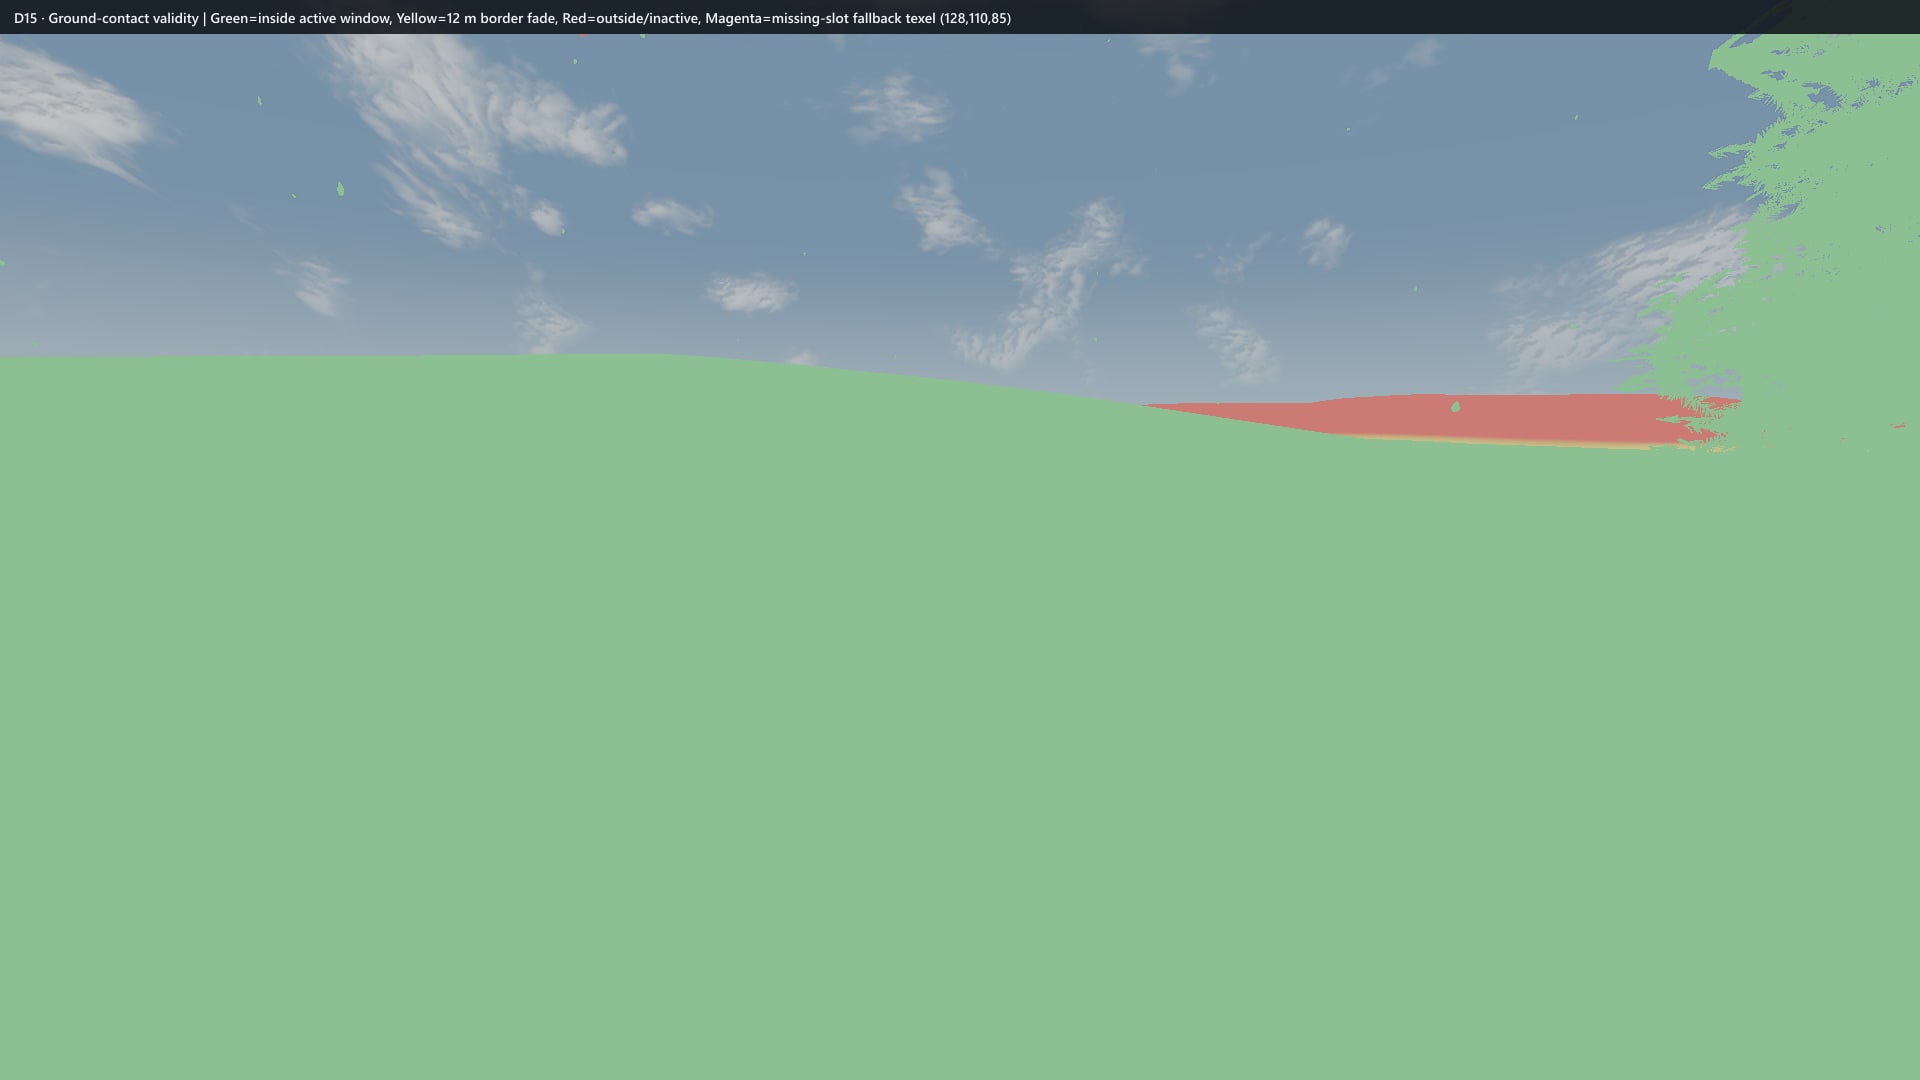 D15 · Ground-contact validity | Green=inside active window, Yellow=12 m border fade, Red=outside/inactive, Magenta=missing-slot fallback texel (128,110,85)